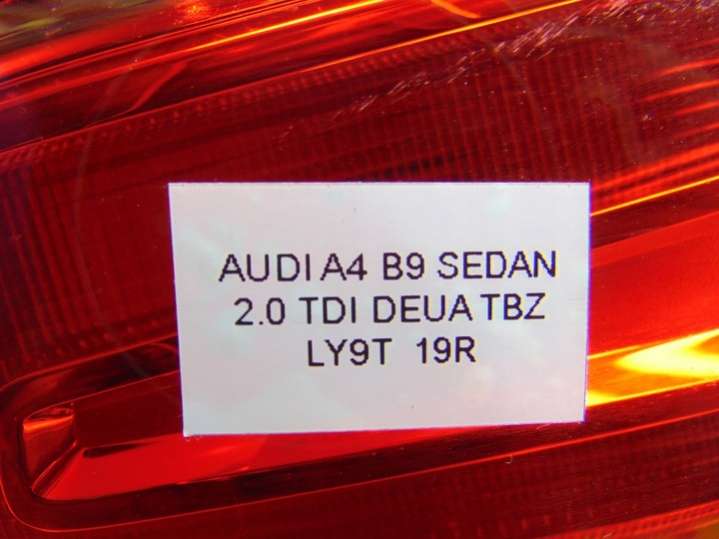 AUDI A4 B9 SEDAN
2.0 TDI DEUA TBZ
LY9T 19R